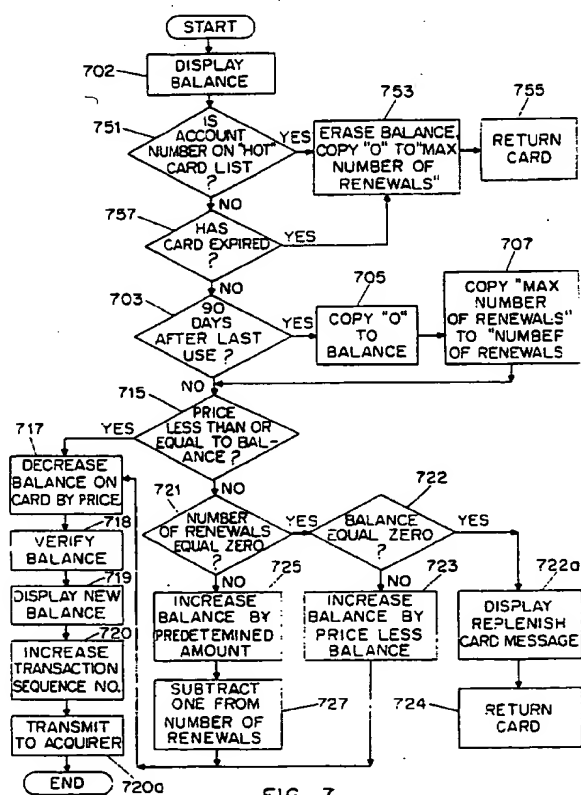 START
702
DISPLAY
BALANCE
751
IS
ACCOUNT
NUMBER ON "HOT"
CARD LIST
?
YES
753
ERASE BALANCE,
COPY "O" TO "MAX
NUMBER OF
RENEWALS"
755
RETURN
CARD
NO
757
HAS
CARD EXPIRED
?
YES
NO
703
90
DAYS
AFTER LAST
USE ?
YES
705
COPY "O"
TO
BALANCE
707
COPY "MAX
NUMBER
OF RENEWALS"
TO "NUMBER
OF RENEWALS
NO
715
PRICE
LESS THAN OR
EQUAL TO BAL-
ANCE ?
YES
717
DECREASE
BALANCE ON
CARD BY PRICE
NO
721
NUMBER
OF RENEWALS
EQUAL ZERO
?
YES
722
BALANCE
EQUAL ZERO
?
YES
718
VERIFY
BALANCE
719
DISPLAY NEW
BALANCE
720
INCREASE
TRANSACTION
SEQUENCE NO.
TRANSMIT
TO ACQUIRER
720a
END
NO
725
INCREASE
BALANCE BY
PREDETEMINED
AMOUNT
SUBTRACT
ONE FROM
NUMBER OF
RENEWALS
727
NO
723
INCREASE
BALANCE BY
PRICE LESS
BALANCE
722a
DISPLAY
REPLENISH
CARD MESSAGE
724
RETURN
CARD
FIG. 7